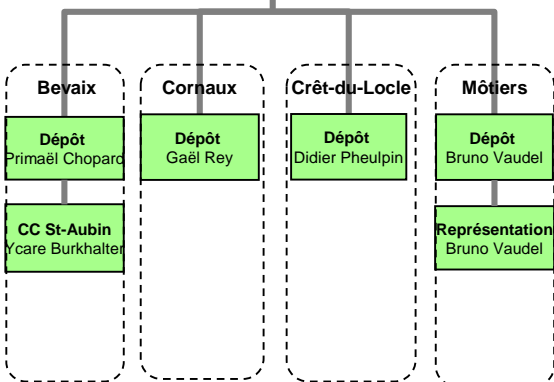 Bevaix
Dépôt
Primaël Chopard
CC St-Aubin
Ycare Burkhalter
Cornaux
Dépôt
Gaël Rey
Crêt-du-Locle
Dépôt
Didier Pheulpin
Môtiers
Dépôt
Bruno Vaudel
Représentation
Bruno Vaudel